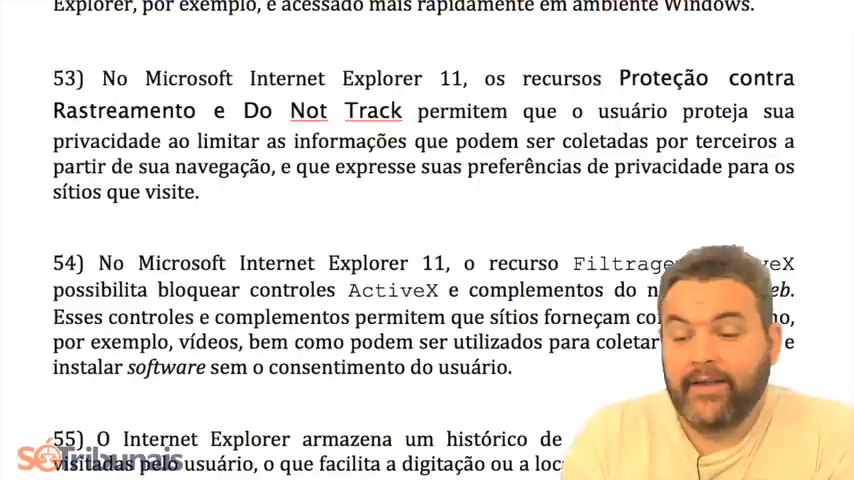 Explorer, por exemplo, é acessado mais rapidamente em ambiente Windows.
53) No Microsoft Internet Explorer 11, os recursos Proteção contra
Rastreamento e Do Not Track permitem que o usuário proteja sua
privacidade ao limitar as informações que podem ser coletadas por terceiros a
partir de sua navegação, e que expresse suas preferências de privacidade para os
sítios que visite.
54) No Microsoft Internet Explorer 11, o recurso
possibilita bloquear controles ActiveX e complementos do
Esses controles e complementos permitem que sítios forneçam
por exemplo, vídeos, bem como podem ser utilizados para coletar e
instalar software sem o consentimento do usuário.
55) O Internet Explorer armazena um histórico de
visitadas pelo usuário, o que facilita a digitação ou a
SóTribunais